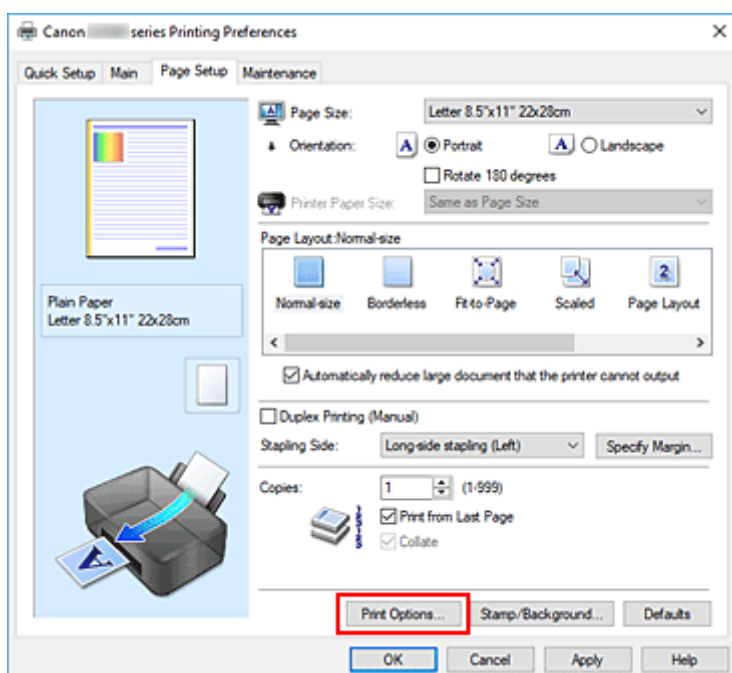 Canon series Printing Preferences
Quick Setup Main Page Setup Maintenance
Page Size: Letter 8.5"x11" 22x28cm
Orientation: A Portrait A Landscape
Rotate 180 degrees
Printer Paper Size: Same as Page Size
Page Layout:Normal-size
2
Normal-size Borderless Fit-to-Page Scaled Page Layout
Plain Paper
Letter 8.5"x11" 22x28cm
Automatically reduce large document that the printer cannot output
Duplex Printing (Manual)
Stapling Side: Long-side stapling (Left) Specify Margin...
Copies: 1 (1-999)
Print from Last Page
Collate
A
Print Options... Stamp/Background... Defaults
OK Cancel Apply Help